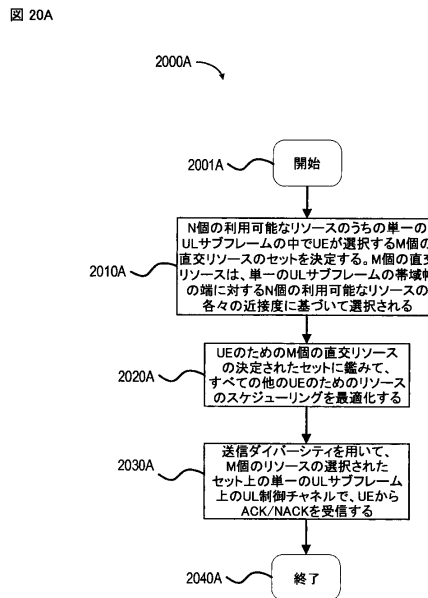 図 20A
2000A
2001A
開始
2010A
N個の利用可能なリソースのうちの単一の
ULサブフレームの中でUEが選択するM個の
直交リソースのセットを決定する。M個の直交
リソースは、単一のULサブフレームの帯域幅
の端に対するN個の利用可能なリソースの
各々の近接度に基づいて選択される
2020A
UEのためのM個の直交リソース
の決定されたセットに鑑みて、
すべての他のUEのためのリソース
のスケジューリングを最適化する
2030A
送信ダイバーシティを用いて、
M個のリソースの選択された
セット上の単一のULサブフレーム
上のUL制御チャネルで、UEから
ACK/NACKを受信する
2040A
終了